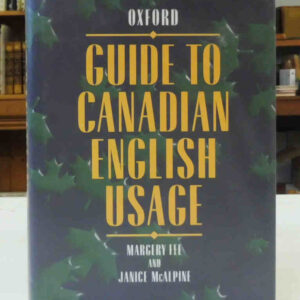 OXFORD
GUIDE TO
CANADIAN
ENGLISH
USAGE
MARGERY FEE
AND
JANICE McALPINE